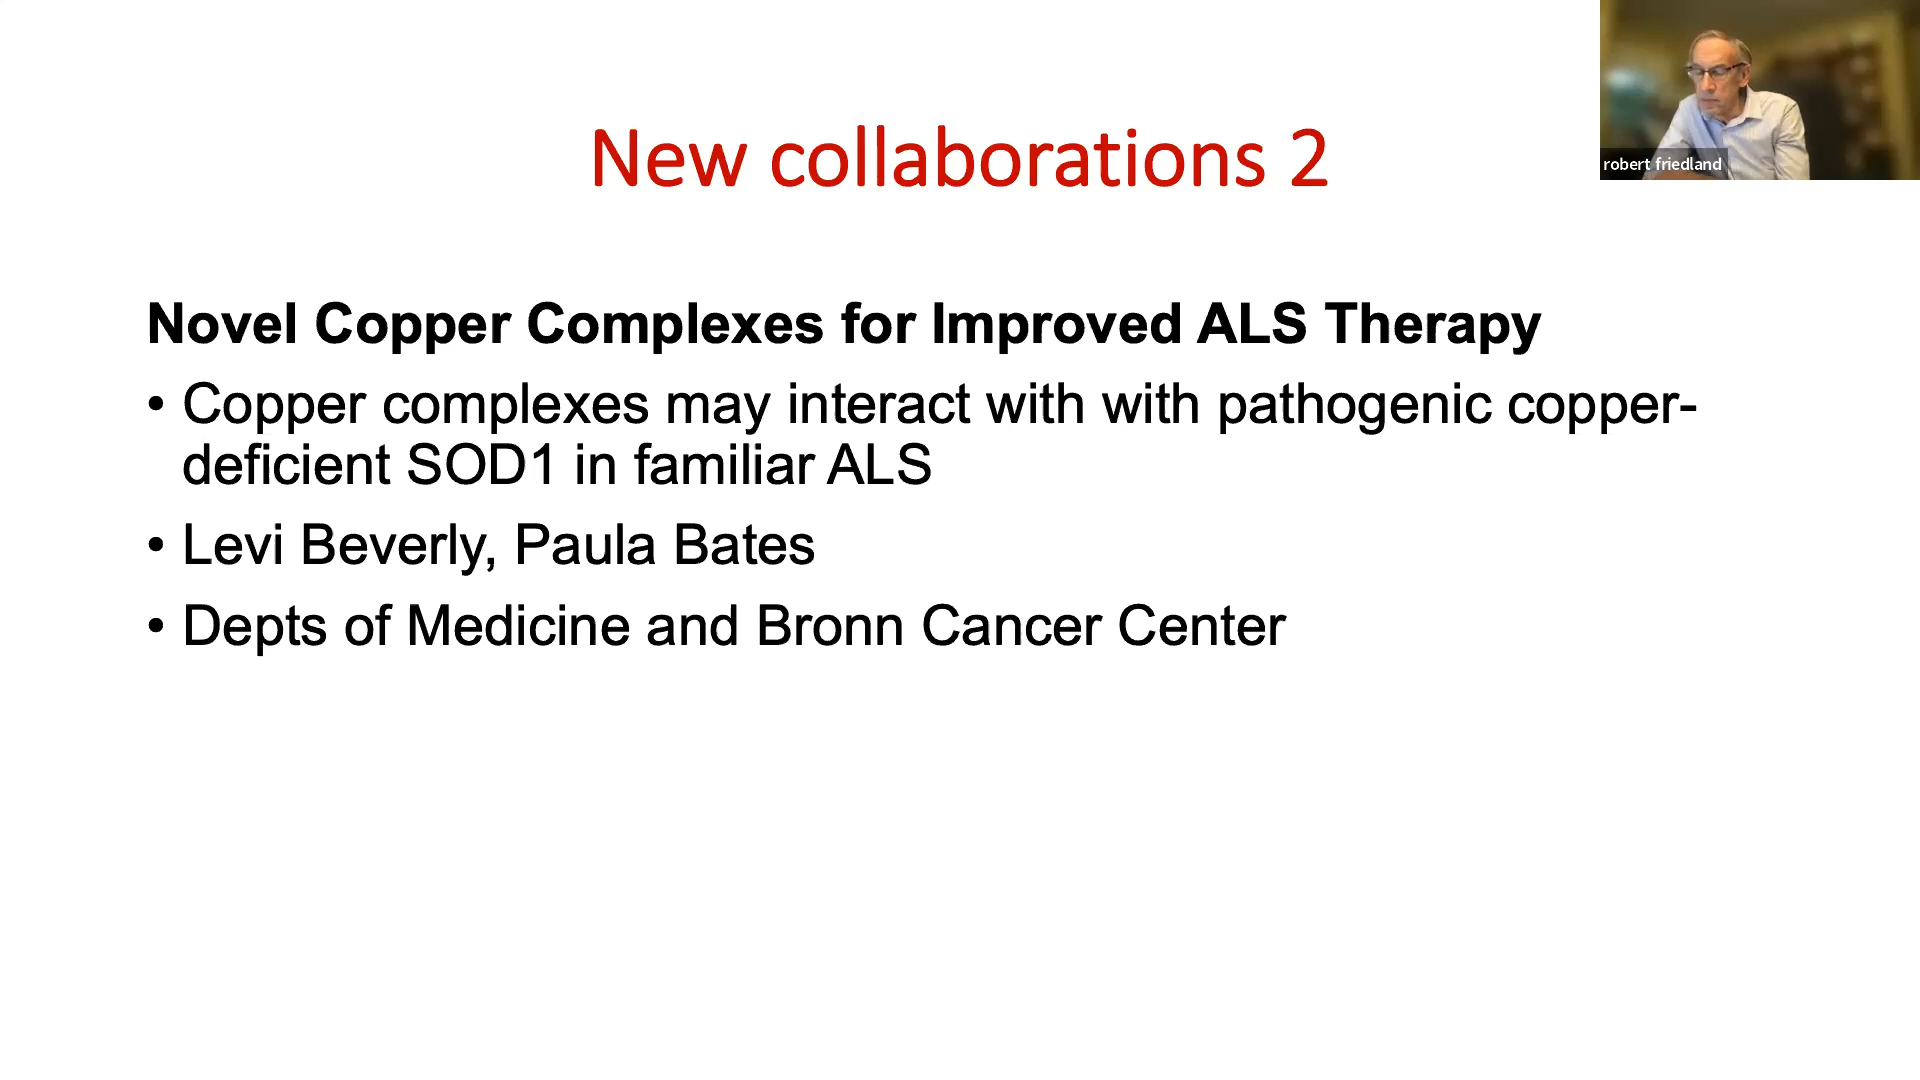 New collaborations 2
robert friedland
Novel Copper Complexes for Improved ALS Therapy
• Copper complexes may interact with with pathogenic copper-
deficient SOD1 in familiar ALS
• Levi Beverly, Paula Bates
• Depts of Medicine and Bronn Cancer Center